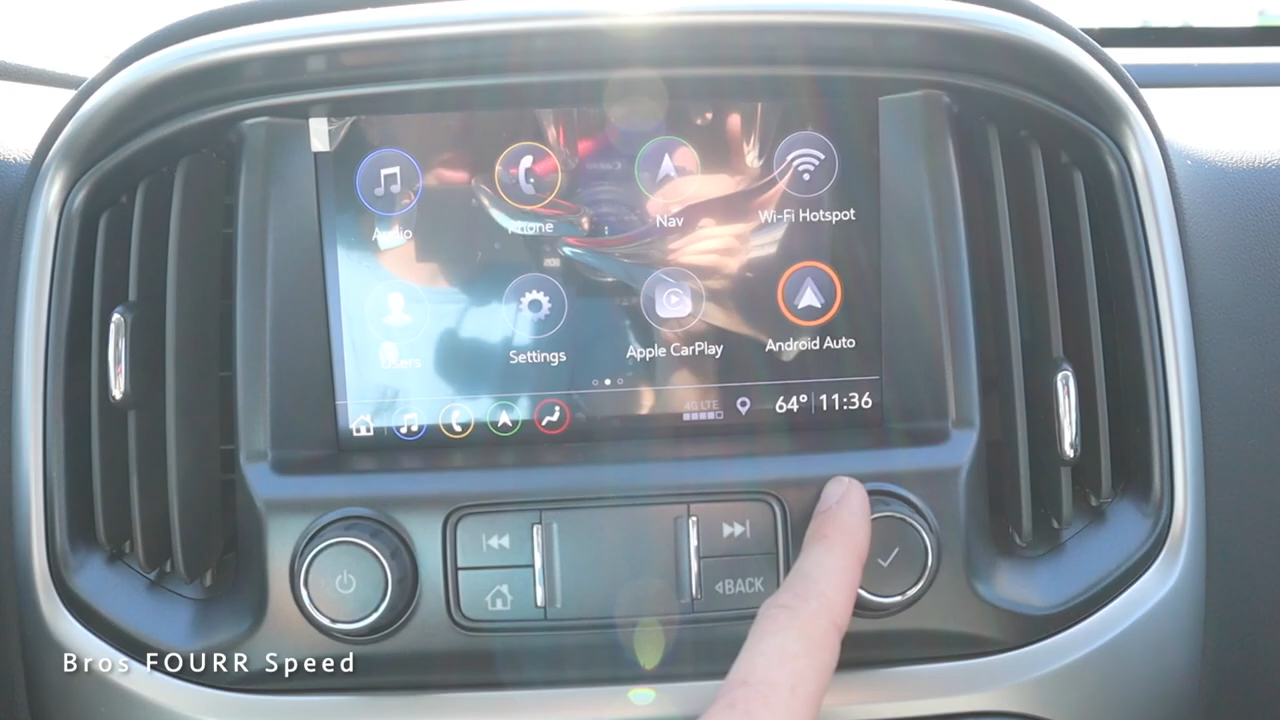 Audio
Phone
Nav
Wi-Fi Hotspot
Users
Settings
Apple CarPlay
Android Auto
4G LTE
64° 11:36
BACK
Bros FOURR Speed